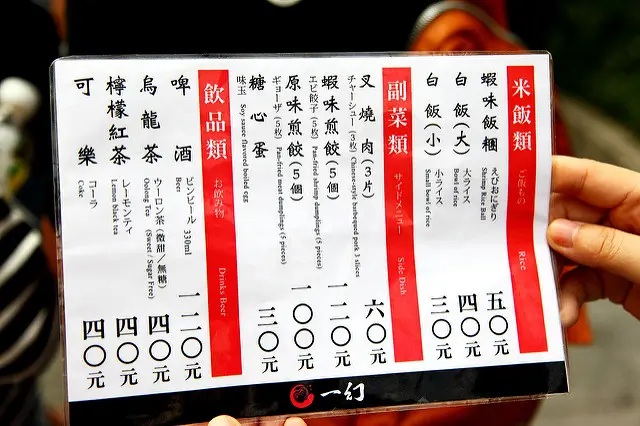 米飯類 ご飯もの Rice
蝦味飯糰 えびおにぎり Shrimp Rice Ball 五〇元
白飯(大) 大ライス Bowl of rice 四〇元
白飯(小) 小ライス Small bowl of rice 三〇元
副菜類 サイドメニュー Side Dish
叉燒肉(3片) チャーシュー(3枚) Chinese-style barbequed pork 3 slices 六〇元
蝦味煎餃(5個) エビ餃子(5枚) Pan-fried shrimp dumplings (5 pieces) 一二〇元
原味煎餃(5個) ギョーザ(5枚) Pan-fried meat dumplings (5 pieces) 一〇〇元
糖心蛋 味玉 Soy sauce flavored boiled egg 三〇元
飲品類 お飲み物 Drinks Beer
啤酒 ビンビール 330ml Beer 一二〇元
烏龍茶 ウーロン茶(微甜／無糖) Oolong Tea (Sweet / Sugar Free) 四〇元
檸檬紅茶 レーモンティ Lemon black tea 四〇元
可樂 コーラ Coke 四〇元
一幻